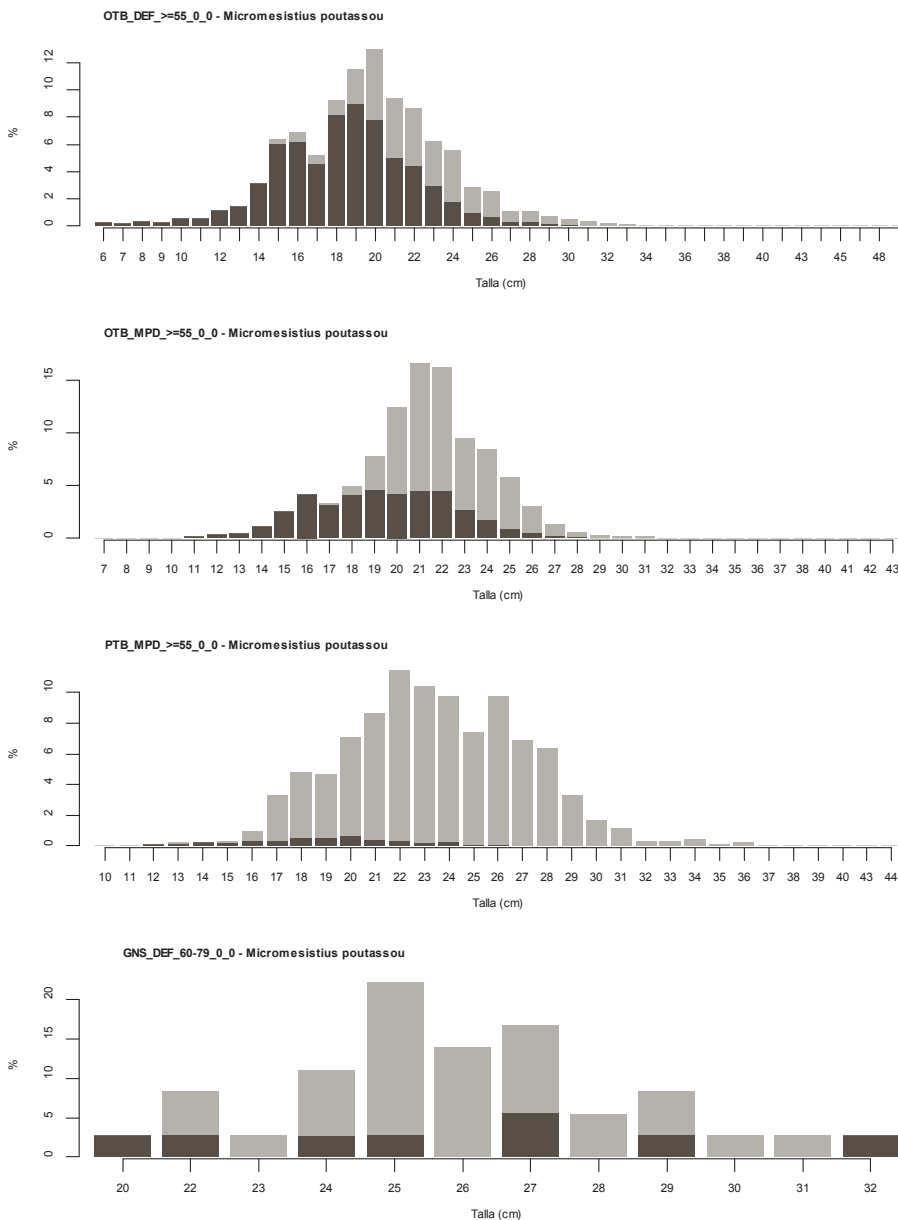 OTB_DEF_>=55_0_0 - Micromesistius poutassou
12
10
8
6
4
2
0
%
6 7 8 9 10 12 14 16 18 20 22 24 26 28 30 32 34 36 38 40 43 45 48
Talla (cm)
OTB_MPD_>=55_0_0 - Micromesistius poutassou
15
10
5
0
%
7 8 9 10 11 12 13 14 15 16 17 18 19 20 21 22 23 24 25 26 27 28 29 30 31 32 33 34 35 36 37 38 40 41 42 43
Talla (cm)
PTB_MPD_>=55_0_0 - Micromesistius poutassou
10
8
6
4
2
0
%
10 11 12 13 14 15 16 17 18 19 20 21 22 23 24 25 26 27 28 29 30 31 32 33 34 35 36 37 38 39 40 43 44
Talla (cm)
GNS_DEF_60-79_0_0 - Micromesistius poutassou
20
15
10
5
0
%
20 22 23 24 25 26 27 28 29 30 31 32
Talla (cm)